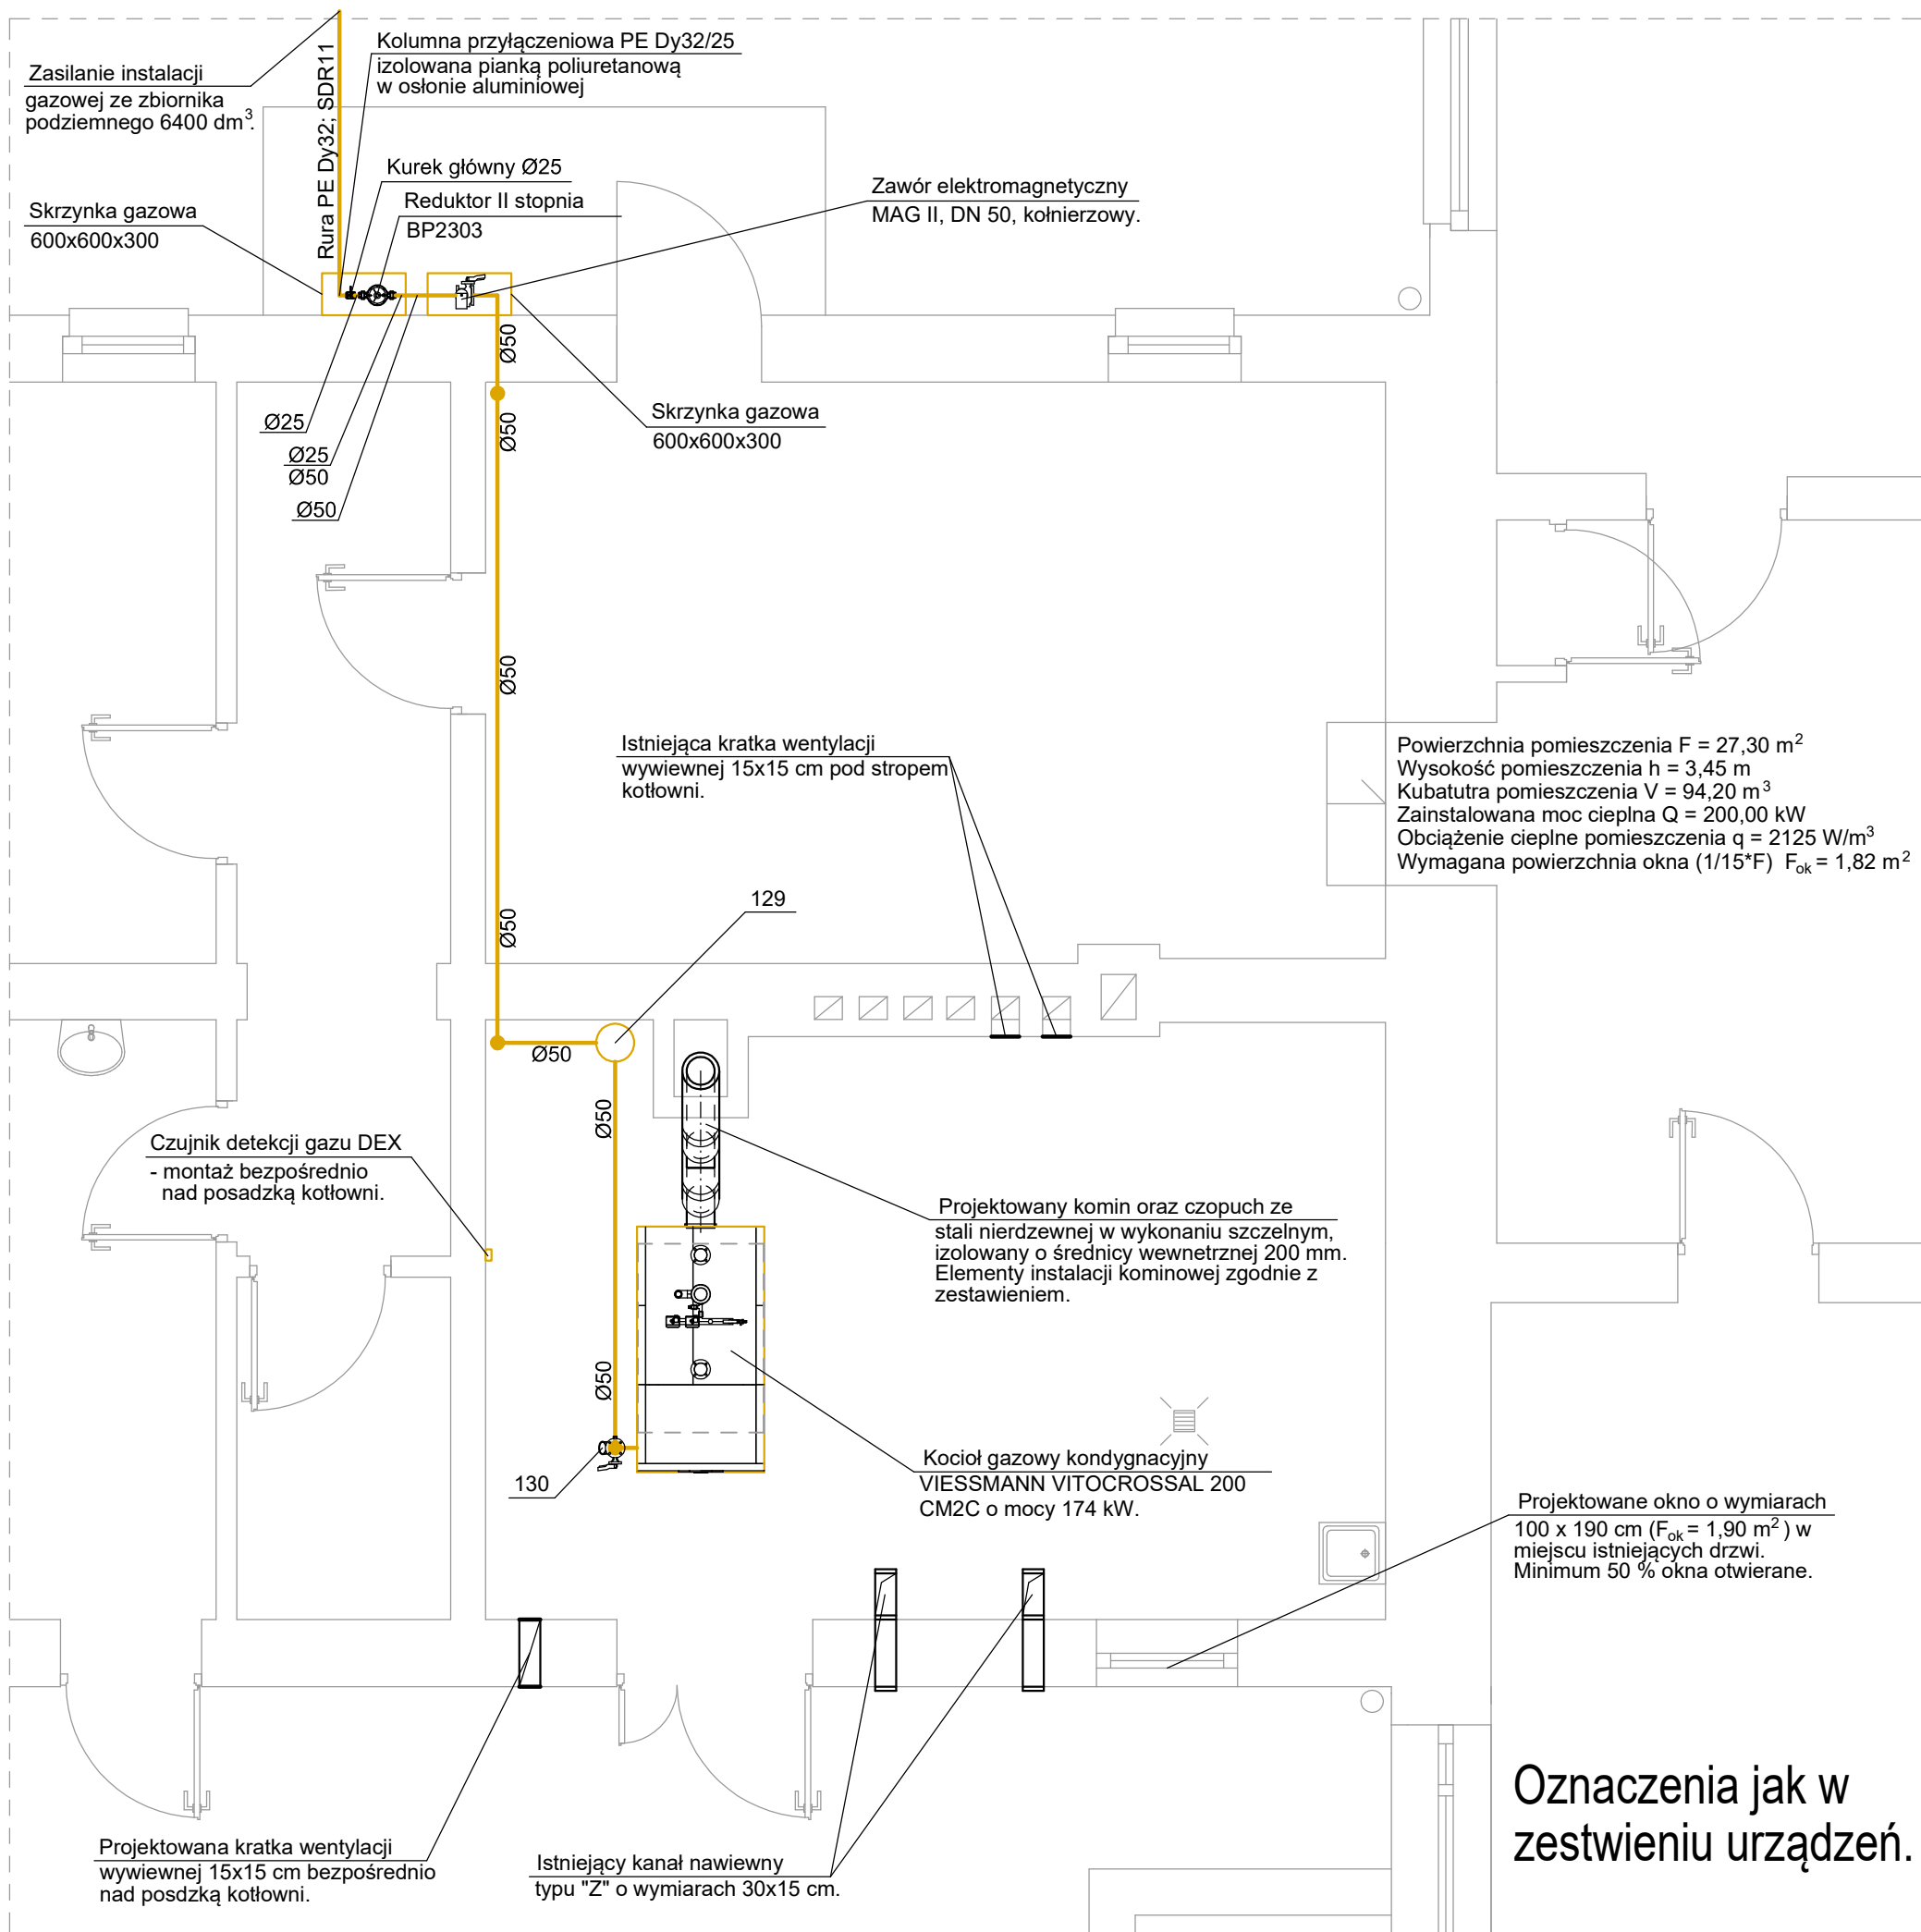 Zasilanie instalacji
gazowej ze zbiornika
podziemnego 6400 dm³.
Rura PE Dy32; SDR11
Kolumna przyłączeniowa PE Dy32/25
izolowana pianką poliuretanową
w osłonie aluminiowej
Kurek główny Ø25
Reduktor II stopnia
BP2303
Skrzynka gazowa
600x600x300
Zawór elektromagnetyczny
MAG II, DN 50, kołnierzowy.
Ø50
Ø50
Skrzynka gazowa
600x600x300
Ø25
Ø25
Ø50
Ø50
Ø50
Istniejąca kratka wentylacji
wywiewnej 15x15 cm pod stropem
kotłowni.
Powierzchnia pomieszczenia F = 27,30 m²
Wysokość pomieszczenia h = 3,45 m
Kubatutra pomieszczenia V = 94,20 m³
Zainstalowana moc cieplna Q = 200,00 kW
Obciążenie cieplne pomieszczenia q = 2125 W/m³
Wymagana powierzchnia okna (1/15*F) Fok = 1,82 m²
129
Ø50
Ø50
Ø50
Czujnik detekcji gazu DEX
- montaż bezpośrednio
nad posadzką kotłowni.
Projektowany komin oraz czopuch ze
stali nierdzewnej w wykonaniu szczelnym,
izolowany o średnicy wewnetrznej 200 mm.
Elementy instalacji kominowej zgodnie z
zestawieniem.
Ø50
130
Kocioł gazowy kondygnacyjny
VIESSMANN VITOCROSSAL 200
CM2C o mocy 174 kW.
Projektowane okno o wymiarach
100 x 190 cm (Fok = 1,90 m²) w
miejscu istniejących drzwi.
Minimum 50 % okna otwierane.
Oznaczenia jak w
zestwieniu urządzeń.
Projektowana kratka wentylacji
wywiewnej 15x15 cm bezpośrednio
nad posdzką kotłowni.
Istniejący kanał nawiewny
typu "Z" o wymiarach 30x15 cm.